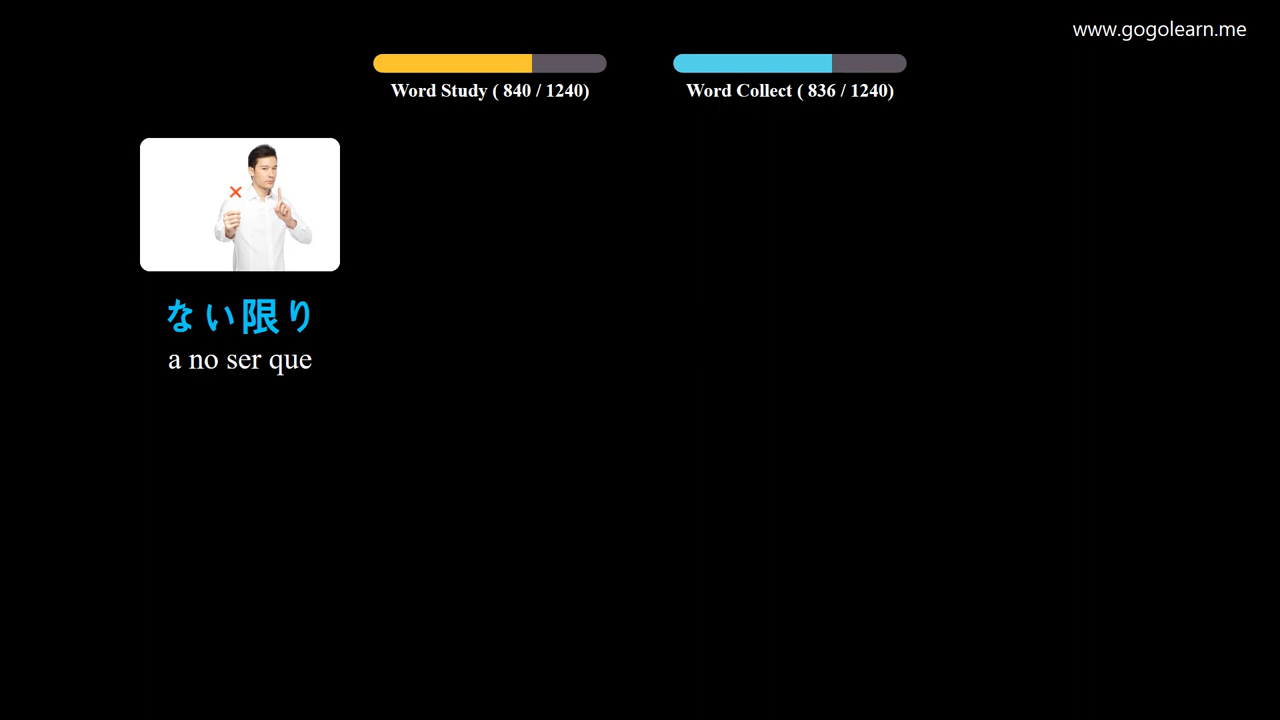 www.gogolearn.me
Word Study ( 840 / 1240)
Word Collect ( 836 / 1240)
ない限り
a no ser que